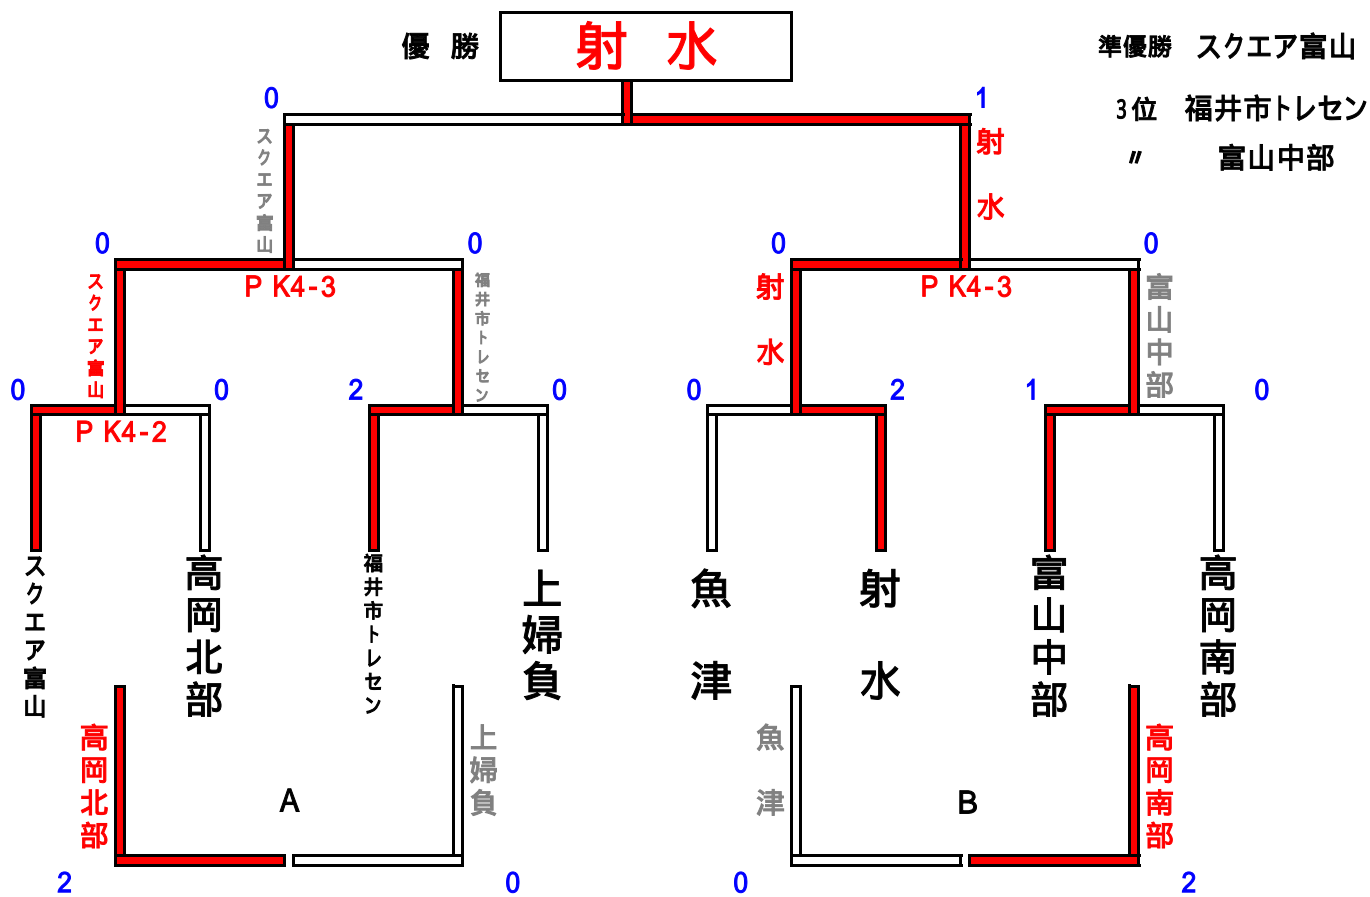 優 勝 射 水
準優勝 スクエア富山
3位 福井市トレセン
〃 富山中部
0 1
スクエア富山
射水
0 0 0 0
PK4-3
PK4-3
スクエア富山
福井市トレセン
射水
富山中部
0 0 2 0 0 2 1 0
PK4-2
スクエア富山
高岡北部
福井市トレセン
上婦負
魚津
射水
富山中部
高岡南部
高岡北部
A
上婦負
魚津
B
高岡南部
2 0 0 2